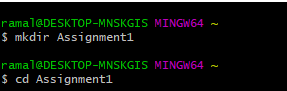 ramal@DESKTOP-MNSKGIS MINGW64 ~
$ mkdir Assignment1
ramal@DESKTOP-MNSKGIS MINGW64 ~
$ cd Assignment1